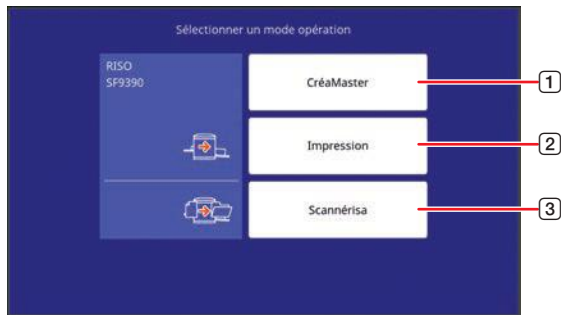 Sélectionner un mode opération
RISO
SF9390
CréaMaster
1
Impression
2
Scannérisa
3